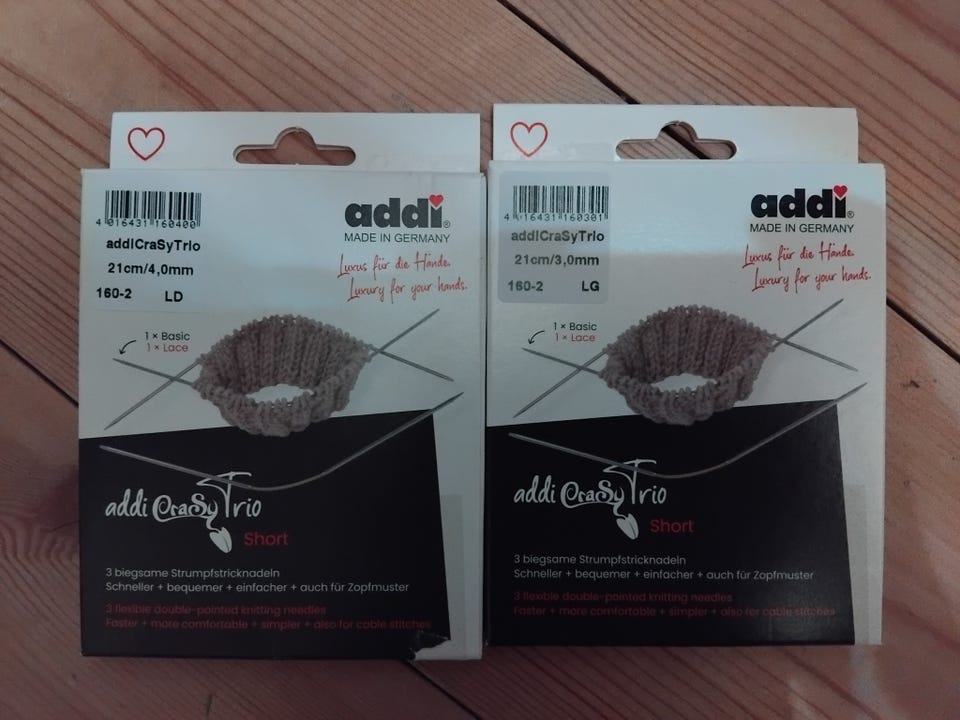 4 016431 160400
addiCraSyTrio
21cm/4,0mm
160-2 LD
addi®
MADE IN GERMANY
Luxus für die Hände.
Luxury for your hands.
1 × Basic
1 × Lace
addi CraSyTrio
Short
3 biegsame Strumpfstricknadeln
Schneller + bequemer + einfacher + auch für Zopfmuster
3 flexible double-pointed knitting needles
Faster + more comfortable + simpler + also for cable stitches
4 016431 160301
addiCraSyTrio
21cm/3,0mm
160-2 LG
addi®
MADE IN GERMANY
Luxus für die Hände.
Luxury for your hands.
1 × Basic
1 × Lace
addi CraSyTrio
Short
3 biegsame Strumpfstricknadeln
Schneller + bequemer + einfacher + auch für Zopfmuster
3 flexible double-pointed knitting needles
Faster + more comfortable + simpler + also for cable stitches